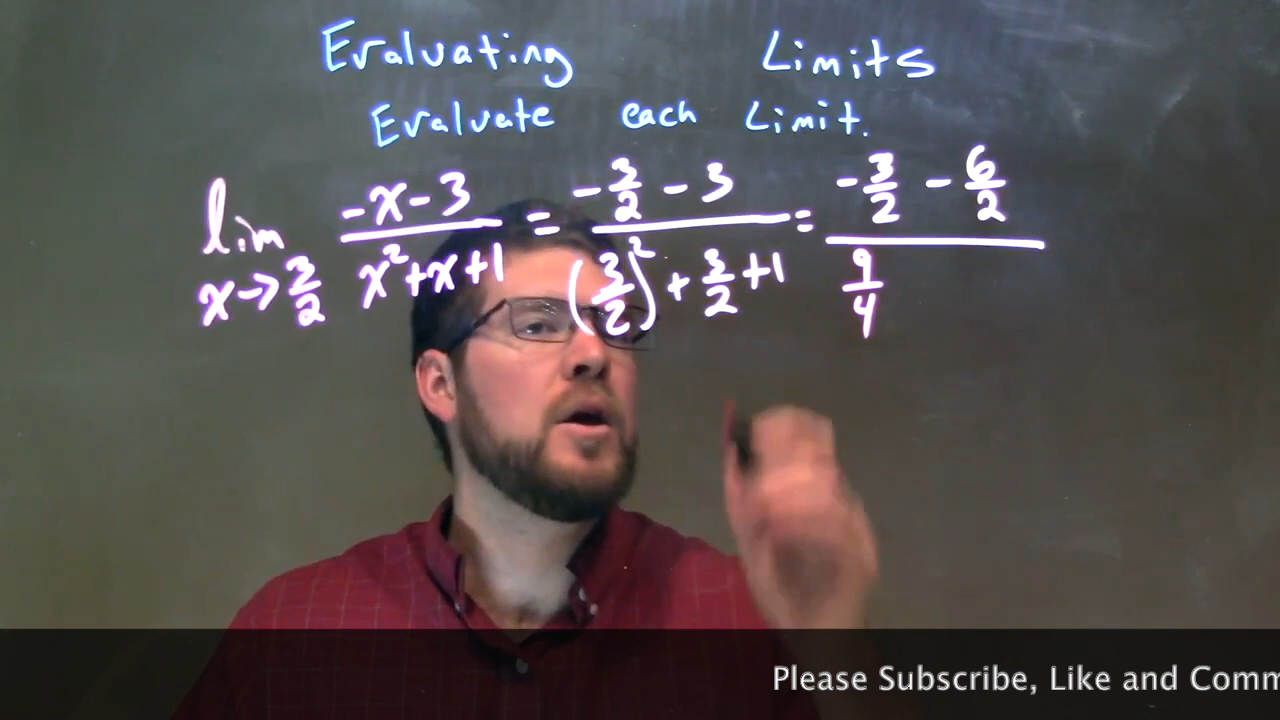 Evaluating Limits
Evaluate each Limit.
lim x→3/2 (-x-3)/(x²+x+1) = (-3/2 - 3)/((3/2)² + 3/2 + 1) = (-3/2 - 6/2)/(9/4
Please Subscribe, Like and Comm